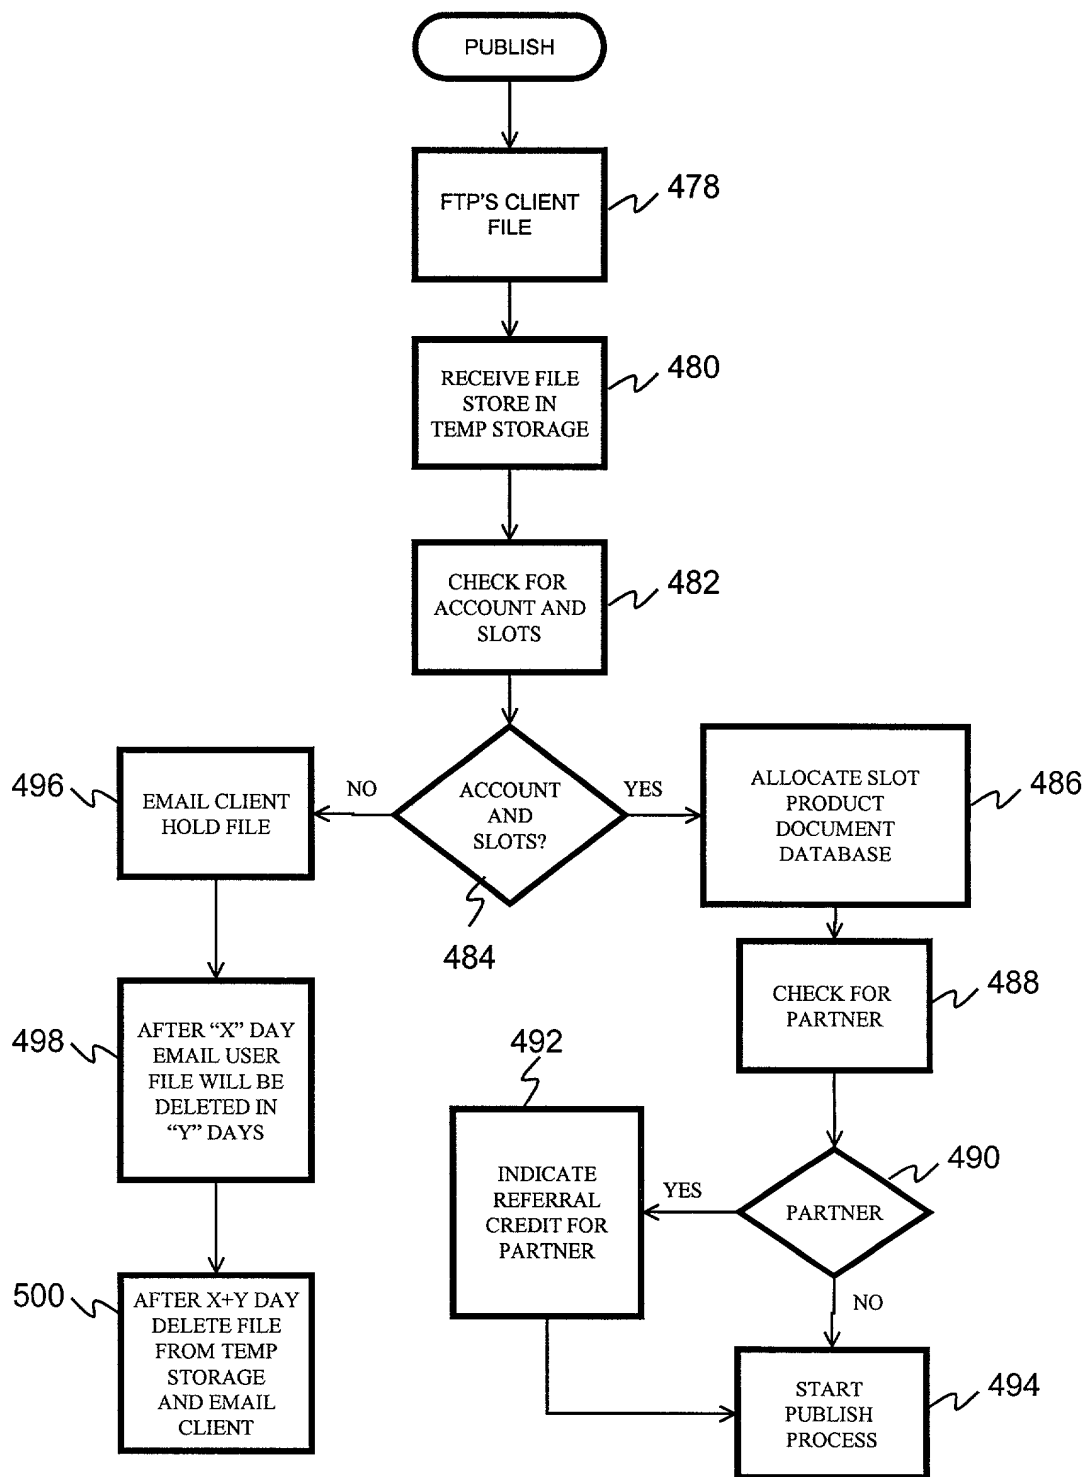 PUBLISH
FTP'S CLIENT
FILE
478
RECEIVE FILE
STORE IN
TEMP STORAGE
480
CHECK FOR
ACCOUNT AND
SLOTS
482
ACCOUNT
AND
SLOTS?
484
NO
YES
496
EMAIL CLIENT
HOLD FILE
ALLOCATE SLOT
PRODUCT
DOCUMENT
DATABASE
486
498
AFTER “X” DAY
EMAIL USER
FILE WILL BE
DELETED IN
“Y” DAYS
CHECK FOR
PARTNER
488
PARTNER
490
YES
NO
492
INDICATE
REFERRAL
CREDIT FOR
PARTNER
500
AFTER X+Y DAY
DELETE FILE
FROM TEMP
STORAGE
AND EMAIL
CLIENT
START
PUBLISH
PROCESS
494